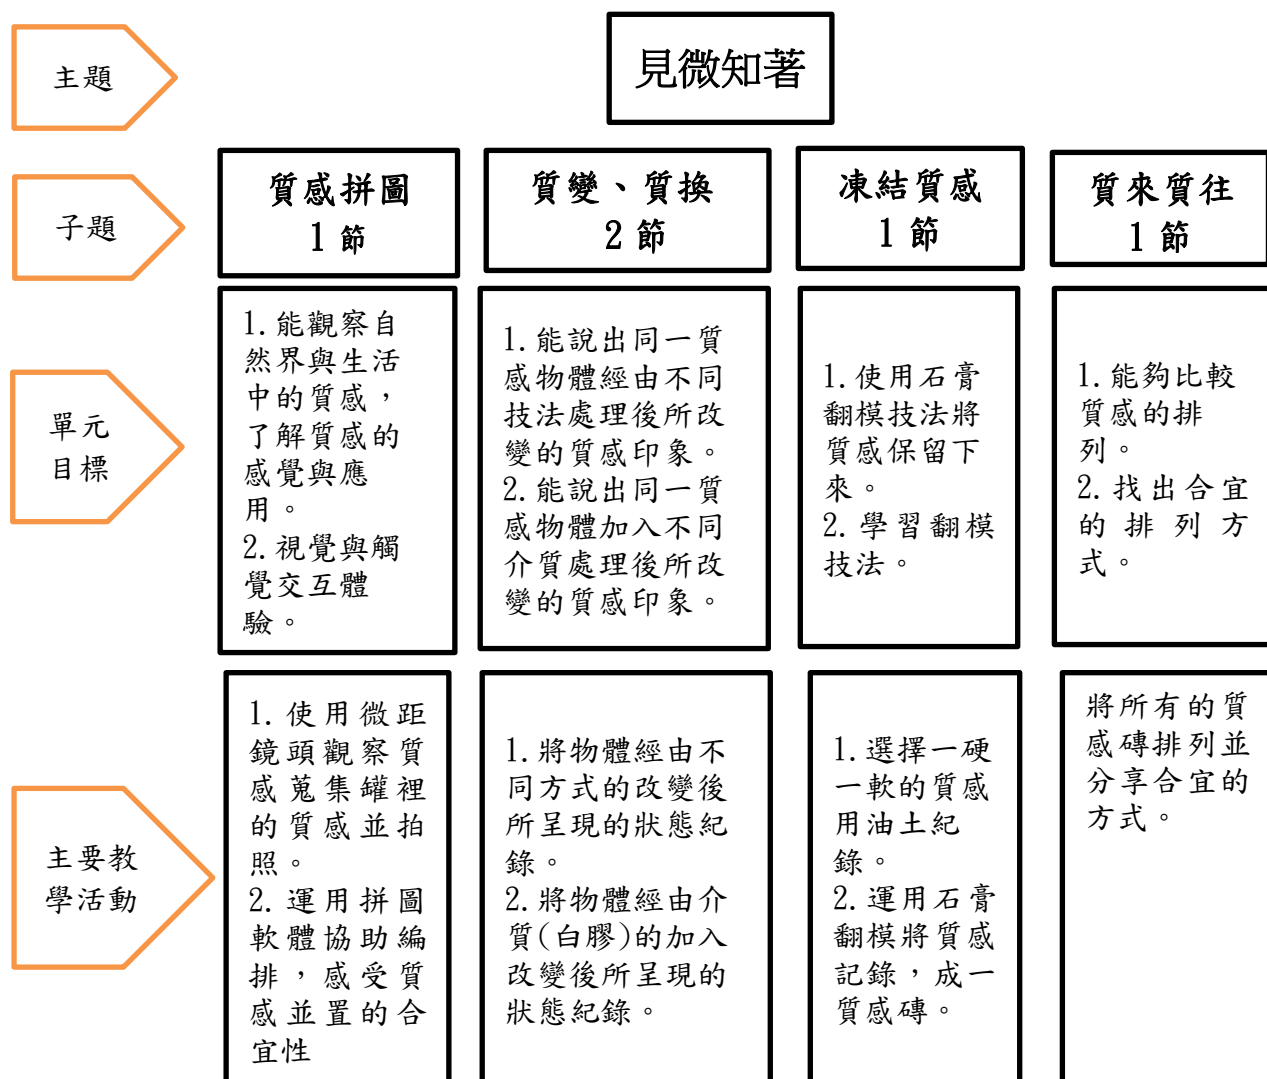 主題
見微知著
子題
質感拼圖
1 節
質變、質換
2 節
凍結質感
1 節
質來質往
1 節
單元
目標
1. 能觀察自
然界與生活
中的質感，
了解質感的
感覺與應
用。
2. 視覺與觸
覺交互體
驗。
1. 能說出同一質
感物體經由不同
技法處理後所改
變的質感印象。
2. 能說出同一質
感物體加入不同
介質處理後所改
變的質感印象。
1. 使用石膏
翻模技法將
質感保留下
來。
2. 學習翻模
技法。
1. 能夠比較
質感的排
列。
2. 找出合宜
的排列方
式。
主要教
學活動
1. 使用微距
鏡頭觀察質
感蒐集罐裡
的質感並拍
照。
2. 運用拼圖
軟體協助編
排，感受質
感並置的合
宜性
1. 將物體經由不
同方式的改變後
所呈現的狀態紀
錄。
2. 將物體經由介
質(白膠)的加入
改變後所呈現的
狀態紀錄。
1. 選擇一硬
一軟的質感
用油土紀
錄。
2. 運用石膏
翻模將質感
記錄，成一
質感磚。
將所有的質
感磚排列並
分享合宜的
方式。